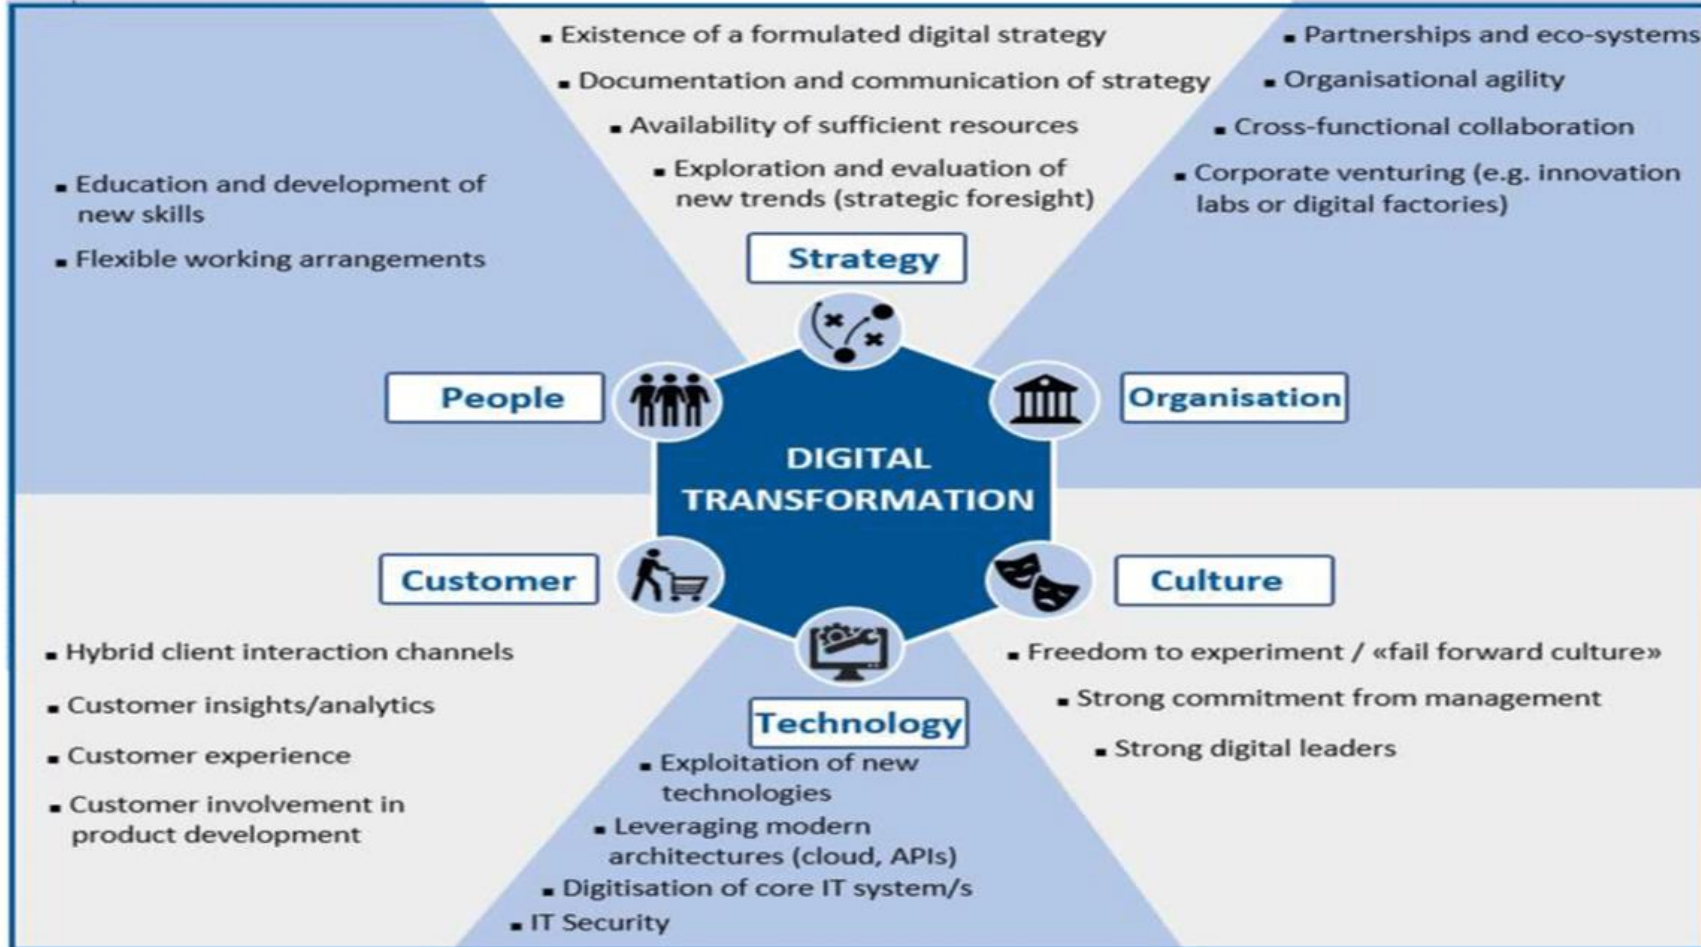 ▪ Existence of a formulated digital strategy
▪ Documentation and communication of strategy
▪ Availability of sufficient resources
▪ Exploration and evaluation of
new trends (strategic foresight)
Strategy
▪ Partnerships and eco-systems
▪ Organisational agility
▪ Cross-functional collaboration
▪ Corporate venturing (e.g. innovation
labs or digital factories)
Organisation
▪ Education and development of
new skills
▪ Flexible working arrangements
People
DIGITAL
TRANSFORMATION
Customer
▪ Hybrid client interaction channels
▪ Customer insights/analytics
▪ Customer experience
▪ Customer involvement in
product development
Technology
▪ Exploitation of new
technologies
▪ Leveraging modern
architectures (cloud, APIs)
▪ Digitisation of core IT system/s
▪ IT Security
Culture
▪ Freedom to experiment / «fail forward culture»
▪ Strong commitment from management
▪ Strong digital leaders